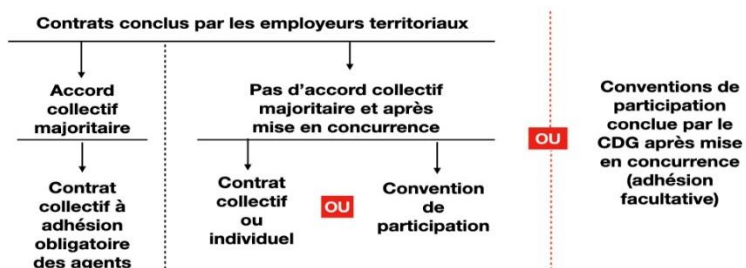 Contrats conclus par les employeurs territoriaux
Accord
collectif
majoritaire
Pas d'accord collectif
majoritaire et après
mise en concurrence
Contrat
collectif à
adhésion
obligatoire
des agents
Contrat
collectif
ou
individuel
OU
Convention
de
participation
OU
Conventions de
participation
conclue par le
CDG après mise
en concurrence
(adhésion
facultative)